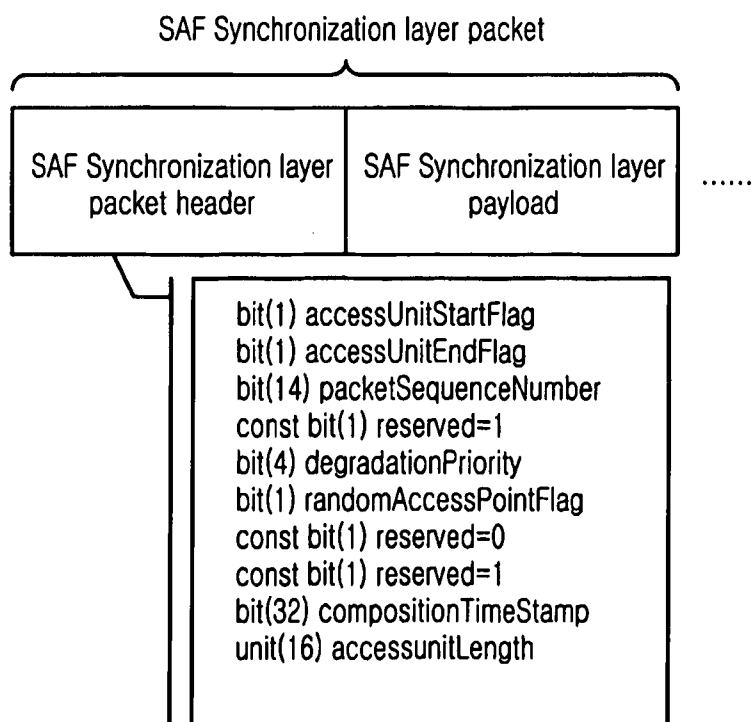 SAF Synchronization layer packet
SAF Synchronization layer
packet header
SAF Synchronization layer
payload
......
bit(1) accessUnitStartFlag
bit(1) accessUnitEndFlag
bit(14) packetSequenceNumber
const bit(1) reserved=1
bit(4) degradationPriority
bit(1) randomAccessPointFlag
const bit(1) reserved=0
const bit(1) reserved=1
bit(32) compositionTimeStamp
unit(16) accessunitLength